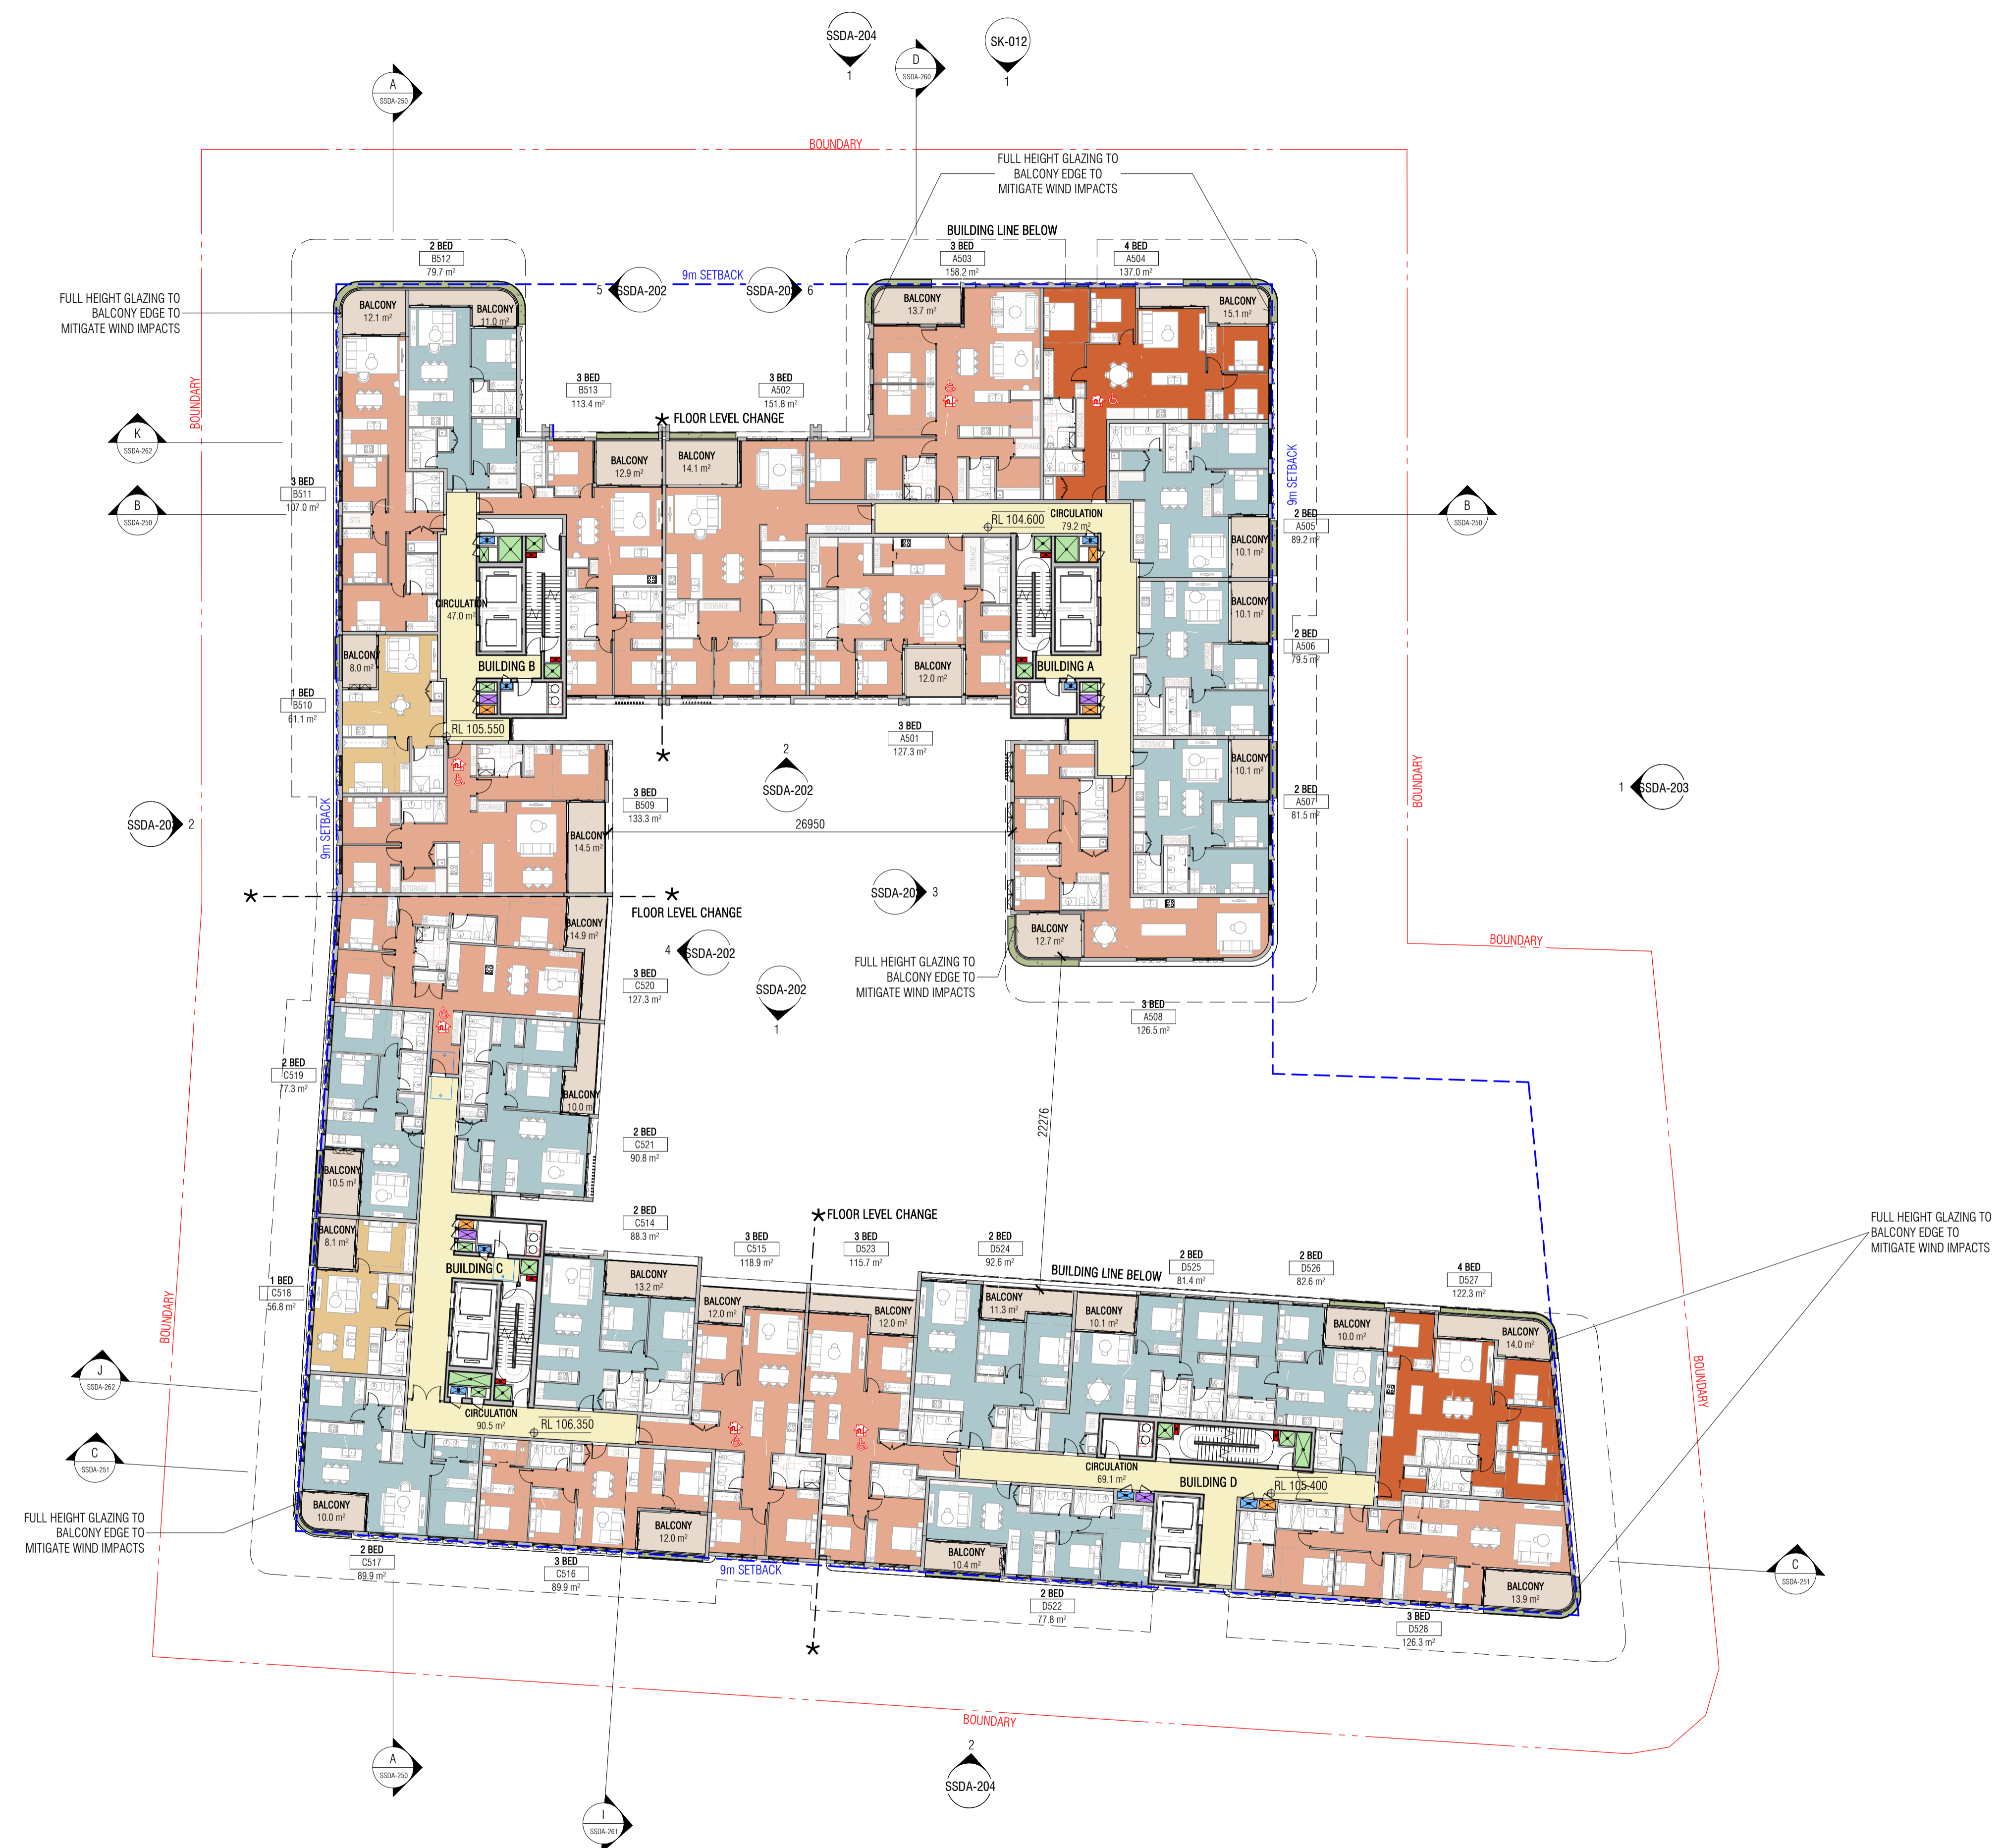 SSDA-204
1
D
SSDA-260
SK-012
1
A
SSDA-250
BOUNDARY
FULL HEIGHT GLAZING TO
BALCONY EDGE TO
MITIGATE WIND IMPACTS
BUILDING LINE BELOW
2 BED
B512
79.7 m²
3 BED
A503
158.2 m²
4 BED
A504
137.0 m²
9m SETBACK
5
SSDA-202
6
FULL HEIGHT GLAZING TO
BALCONY EDGE TO
MITIGATE WIND IMPACTS
BALCONY
12.1 m²
BALCONY
11.0 m²
BALCONY
13.7 m²
BALCONY
15.1 m²
BOUNDARY
3 BED
B513
113.4 m²
3 BED
A502
151.8 m²
FLOOR LEVEL CHANGE
K
SSDA-262
BALCONY
12.9 m²
BALCONY
14.1 m²
9m SETBACK
3 BED
B511
107.0 m²
B
SSDA-250
STG
STG
STORAGE
STORAGE
RL 104.600
CIRCULATION
79.2 m²
2 BED
A505
89.2 m²
B
SSDA-250
BALCONY
10.1 m²
CIRCULATION
47.0 m²
STORAGE
BALCONY
10.1 m²
BALCONY
8.0 m²
BUILDING B
BALCONY
12.0 m²
BUILDING A
2 BED
A506
79.5 m²
1 BED
B510
61.1 m²
RL 105.550
3 BED
A501
127.3 m²
2
SSDA-202
STORAGE
BALCONY
10.1 m²
BOUNDARY
1
SSDA-203
3 BED
B509
133.3 m²
2 BED
A507
81.5 m²
2
9m SETBACK
STORAGE
26950
BALCONY
14.5 m²
STORAGE
3
FLOOR LEVEL CHANGE
BALCONY
14.9 m²
BALCONY
12.7 m²
BOUNDARY
4
SSDA-202
FULL HEIGHT GLAZING TO
BALCONY EDGE TO
MITIGATE WIND IMPACTS
3 BED
C520
127.3 m²
SSDA-202
1
3 BED
A508
126.5 m²
2 BED
C519
77.3 m²
BALCONY
10.0 m
22276
2 BED
C521
90.8 m²
BALCONY
10.5 m²
2 BED
C514
88.3 m²
FLOOR LEVEL CHANGE
FULL HEIGHT GLAZING TO
BALCONY EDGE TO
MITIGATE WIND IMPACTS
BALCONY
8.1 m²
3 BED
C515
118.9 m²
3 BED
D523
115.7 m²
2 BED
D524
92.6 m²
2 BED
D525
81.4 m²
2 BED
D526
82.6 m²
4 BED
D527
122.3 m²
BUILDING C
BUILDING LINE BELOW
1 BED
C518
56.8 m²
BALCONY
13.2 m²
BALCONY
12.0 m²
BALCONY
12.0 m²
BALCONY
11.3 m²
BALCONY
10.1 m²
BALCONY
10.0 m²
BALCONY
14.0 m²
BOUNDARY
BOUNDARY
J
SSDA-262
CIRCULATION
90.5 m²
RL 106.350
C
SSDA-251
CIRCULATION
69.1 m²
BUILDING D
RL 105.400
BALCONY
10.0 m²
FULL HEIGHT GLAZING TO
BALCONY EDGE TO
MITIGATE WIND IMPACTS
BALCONY
12.0 m²
BALCONY
10.4 m²
BALCONY
13.9 m²
C
SSDA-251
2 BED
C517
89.9 m²
3 BED
C516
89.9 m²
9m SETBACK
2 BED
D522
77.8 m²
3 BED
D528
126.3 m²
BOUNDARY
A
SSDA-250
2
SSDA-204
I
SSDA-261